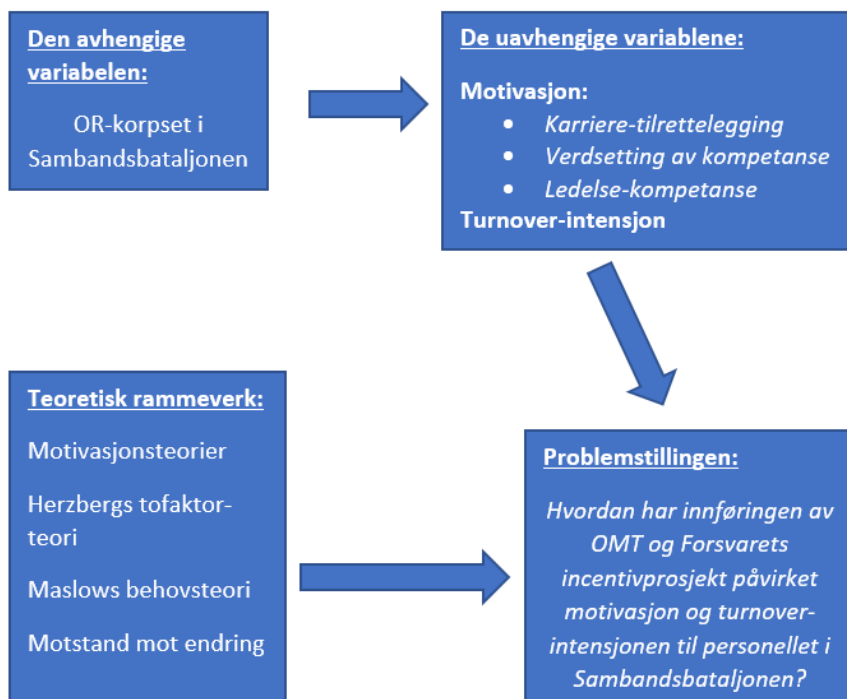 Den avhengige
variabelen:
OR-korpset i
Sambandsbataljonen
De uavhengige variablene:
Motivasjon:
• Karriere-tilrettelegging
• Verdsetting av kompetanse
• Ledelse-kompetanse
Turnover-intensjon
Teoretisk rammeverk:
Motivasjonsteorier
Herzbergs tofaktor-
teori
Maslows behovsteori
Motstand mot endring
Problemstillingen:
Hvordan har innføringen av
OMT og Forsvarets
incentivprosjekt påvirket
motivasjon og turnover-
intensjonen til personellet i
Sambandsbataljonen?